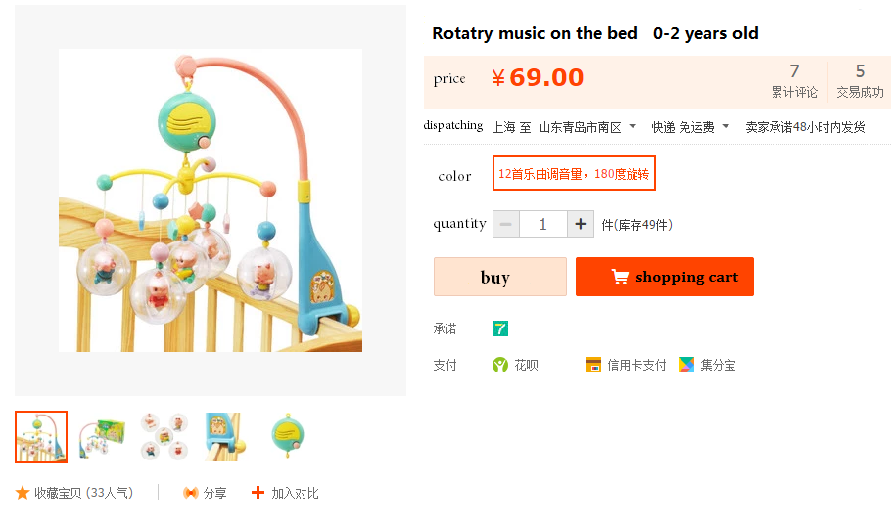 Rotatry music on the bed 0-2 years old
price ¥ 69.00
7
累计评论
5
交易成功
dispatching 上海 至 山东青岛市南区 快递 免运费 卖家承诺48小时内发货
color 12首乐由调音量，180度旋转
quantity − 1 + 件(库存49件)
buy shopping cart
承诺 7
支付 花呗 信用卡支付 集分宝
收藏宝贝 (33人气) 分享 加入对比